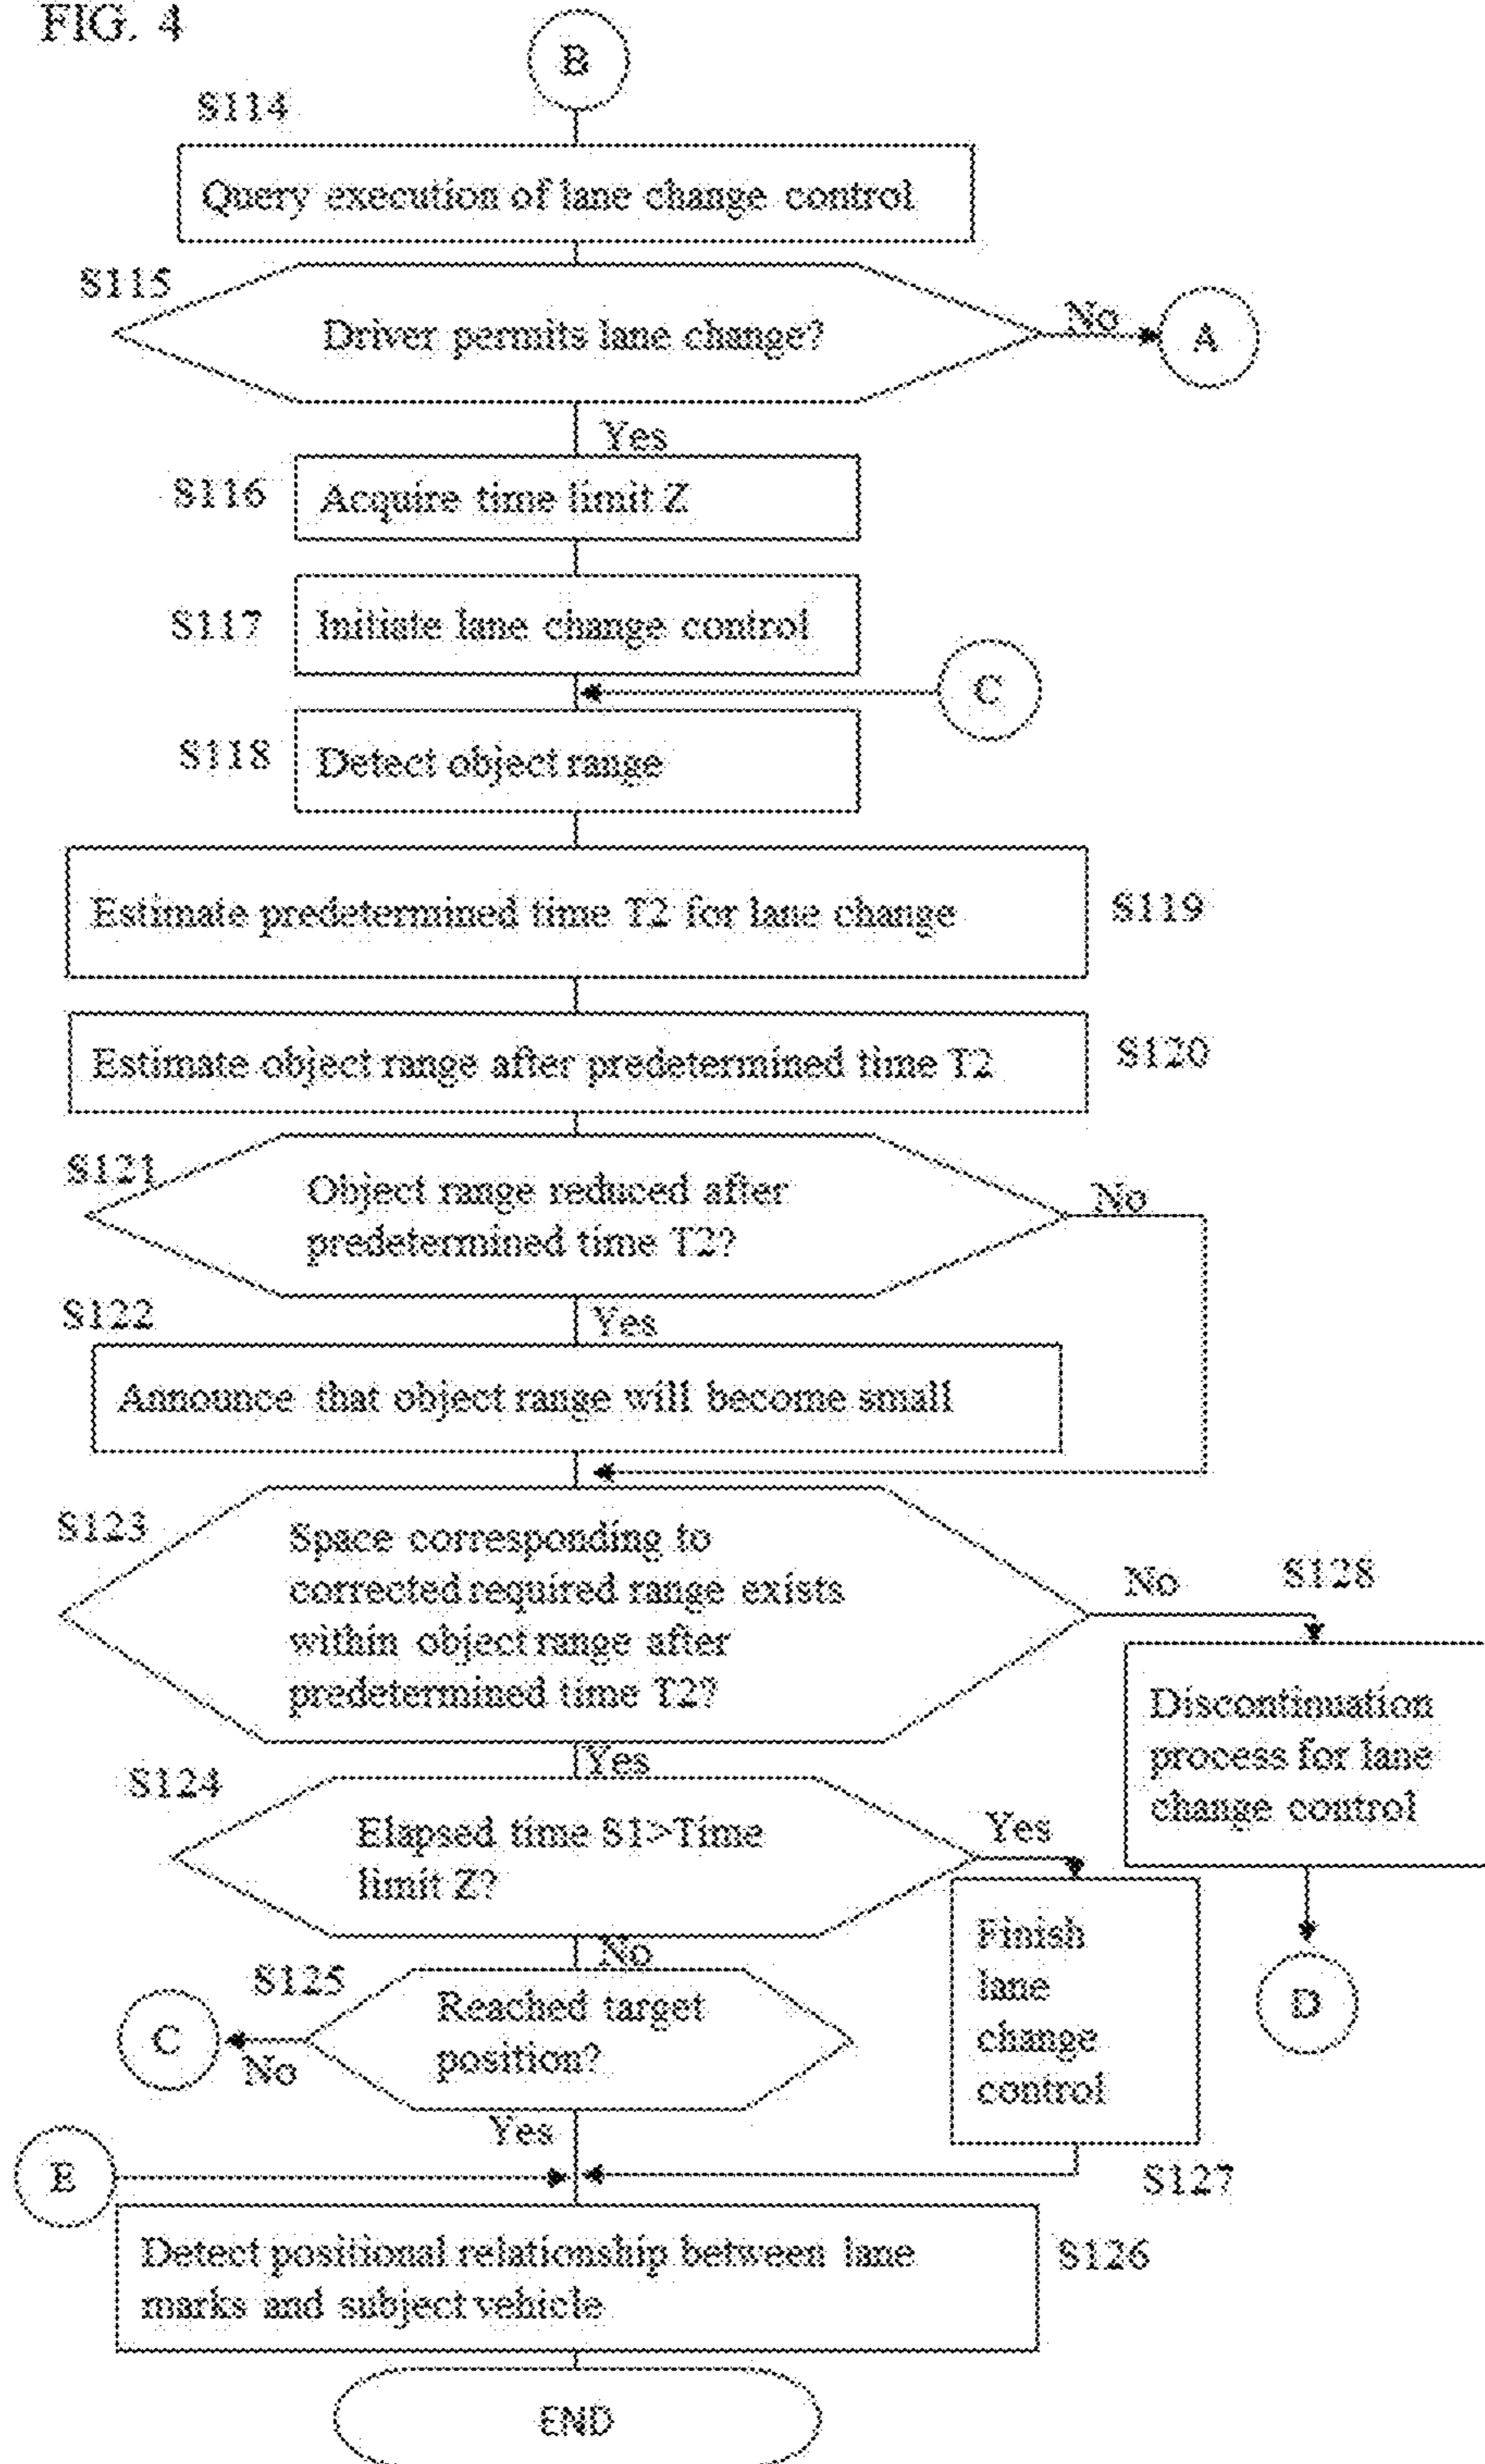 FIG. 4
B
S114
Query execution of lane change control
S115
Driver permits lane change?
No
A
Yes
S116
Acquire time limit Z
S117
Initiate lane change control
C
S118
Detect object range
Estimate predetermined time T2 for lane change
S119
Estimate object range after predetermined time T2
S120
S121
Object range reduced after
predetermined time T2?
No
S122
Yes
Announce that object range will become small
S123
Space corresponding to
corrected required range exists
within object range after
predetermined time T2?
No
S128
Discontinuation
process for lane
change control
Yes
S124
Elapsed time S1>Time
limit Z?
Yes
Finish
lane
change
control
D
No
S125
Reached target
position?
C
No
Yes
E
S127
Detect positional relationship between lane
marks and subject vehicle
S126
END